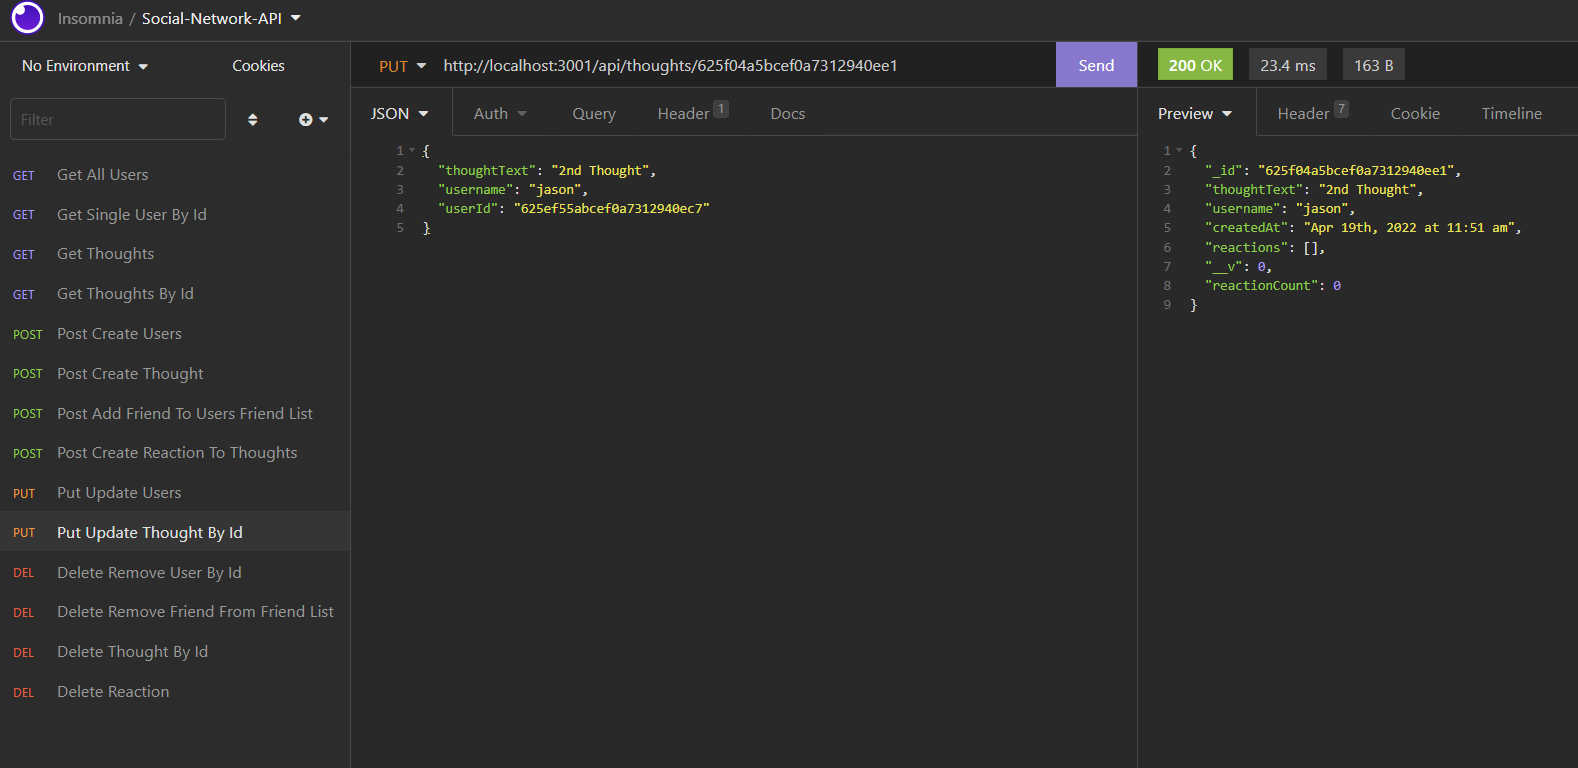 Insomnia / Social-Network-API
No Environment
Cookies
Filter
GET Get All Users
GET Get Single User By Id
GET Get Thoughts
GET Get Thoughts By Id
POST Post Create Users
POST Post Create Thought
POST Post Add Friend To Users Friend List
POST Post Create Reaction To Thoughts
PUT Put Update Users
PUT Put Update Thought By Id
DEL Delete Remove User By Id
DEL Delete Remove Friend From Friend List
DEL Delete Thought By Id
DEL Delete Reaction
PUT http://localhost:3001/api/thoughts/625f04a5bcef0a7312940ee1 Send
JSON Auth Query Header 1 Docs
1 {
2 "thoughtText": "2nd Thought",
3 "username": "jason",
4 "userId": "625ef55abcef0a7312940ec7"
5 }
200 OK 23.4 ms 163 B
Preview Header 7 Cookie Timeline
1 {
2 "_id": "625f04a5bcef0a7312940ee1",
3 "thoughtText": "2nd Thought",
4 "username": "jason",
5 "createdAt": "Apr 19th, 2022 at 11:51 am",
6 "reactions": [],
7 "__v": 0,
8 "reactionCount": 0
9 }